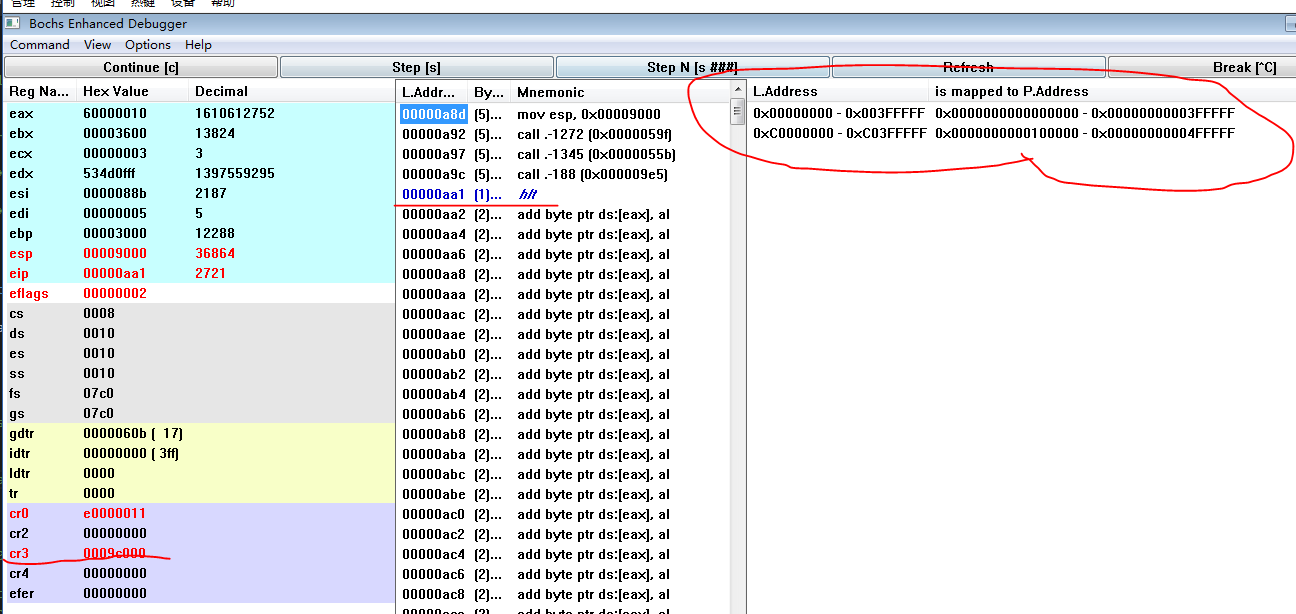 管理 控制 视图 热键 设备 帮助
Bochs Enhanced Debugger
Command View Options Help
Continue [c] Step [s] Step N [s ###] Refresh Break [^C]
Reg Na... Hex Value Decimal L.Addr... By... Mnemonic L.Address is mapped to P.Address
eax 60000010 1610612752 00000a8d (5)... mov esp, 0x00009000 0x00000000 - 0x003FFFFF 0x0000000000000000 - 0x00000000003FFFFF
ebx 00003600 13824 00000a92 (5)... call .-1272 (0x0000059f) 0xC0000000 - 0xC03FFFFF 0x0000000000100000 - 0x00000000004FFFFF
ecx 00000003 3 00000a97 (5)... call .-1345 (0x0000055b)
edx 534d0fff 1397559295 00000a9c (5)... call .-188 (0x000009e5)
esi 0000088b 2187 00000aa1 (1)... hlt
edi 00000005 5 00000aa2 (2)... add byte ptr ds:[eax], al
ebp 00003000 12288 00000aa4 (2)... add byte ptr ds:[eax], al
esp 00009000 36864 00000aa6 (2)... add byte ptr ds:[eax], al
eip 00000aa1 2721 00000aa8 (2)... add byte ptr ds:[eax], al
eflags 00000002 00000aaa (2)... add byte ptr ds:[eax], al
cs 0008 00000aac (2)... add byte ptr ds:[eax], al
ds 0010 00000aae (2)... add byte ptr ds:[eax], al
es 0010 00000ab0 (2)... add byte ptr ds:[eax], al
ss 0010 00000ab2 (2)... add byte ptr ds:[eax], al
fs 07c0 00000ab4 (2)... add byte ptr ds:[eax], al
gs 07c0 00000ab6 (2)... add byte ptr ds:[eax], al
gdtr 0000060b ( 17) 00000ab8 (2)... add byte ptr ds:[eax], al
idtr 00000000 ( 3ff) 00000aba (2)... add byte ptr ds:[eax], al
ldtr 0000 00000abc (2)... add byte ptr ds:[eax], al
tr 0000 00000abe (2)... add byte ptr ds:[eax], al
cr0 e0000011 00000ac0 (2)... add byte ptr ds:[eax], al
cr2 00000000 00000ac2 (2)... add byte ptr ds:[eax], al
cr3 0009c000 00000ac4 (2)... add byte ptr ds:[eax], al
cr4 00000000 00000ac6 (2)... add byte ptr ds:[eax], al
efer 00000000 00000ac8 (2)... add byte ptr ds:[eax], al